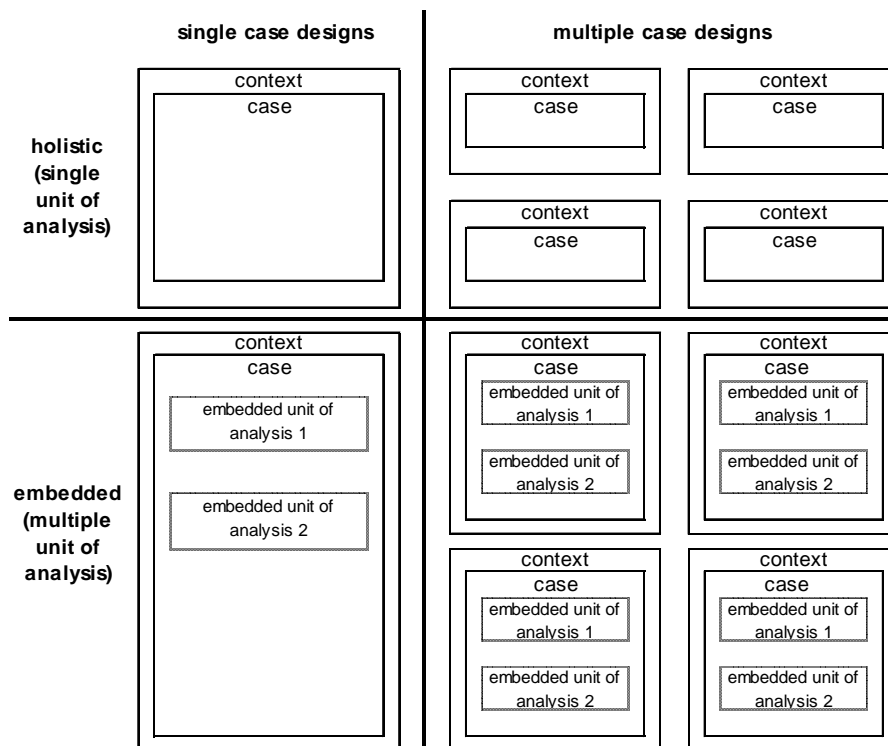 single case designs
multiple case designs
holistic
(single
unit of
analysis)
context
case
context
case
context
case
context
case
context
case
embedded
(multiple
unit of
analysis)
context
case
embedded unit of
analysis 1
embedded unit of
analysis 2
context
case
embedded unit of
analysis 1
embedded unit of
analysis 2
context
case
embedded unit of
analysis 1
embedded unit of
analysis 2
context
case
embedded unit of
analysis 1
embedded unit of
analysis 2
context
case
embedded unit of
analysis 1
embedded unit of
analysis 2